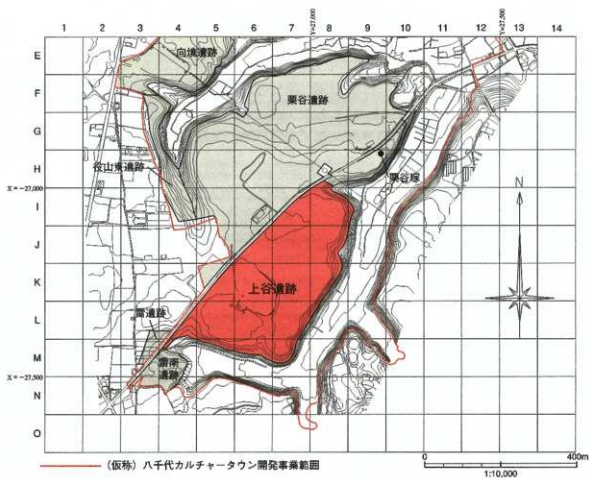 1 2 3 4 5 6 7 8 9 10 11 12 13 14
Y=27,000
Y=27,500
E
F
G
H
I
J
K
L
M
N
O
X=-27,000
X=-27,500
向境遺跡
栗谷遺跡
役山東遺跡
栗谷塚
上谷遺跡
雷遺跡
雷南
遺跡
N
(仮称) 八千代カルチャータウン開発事業範囲
0 400m
1:10,000